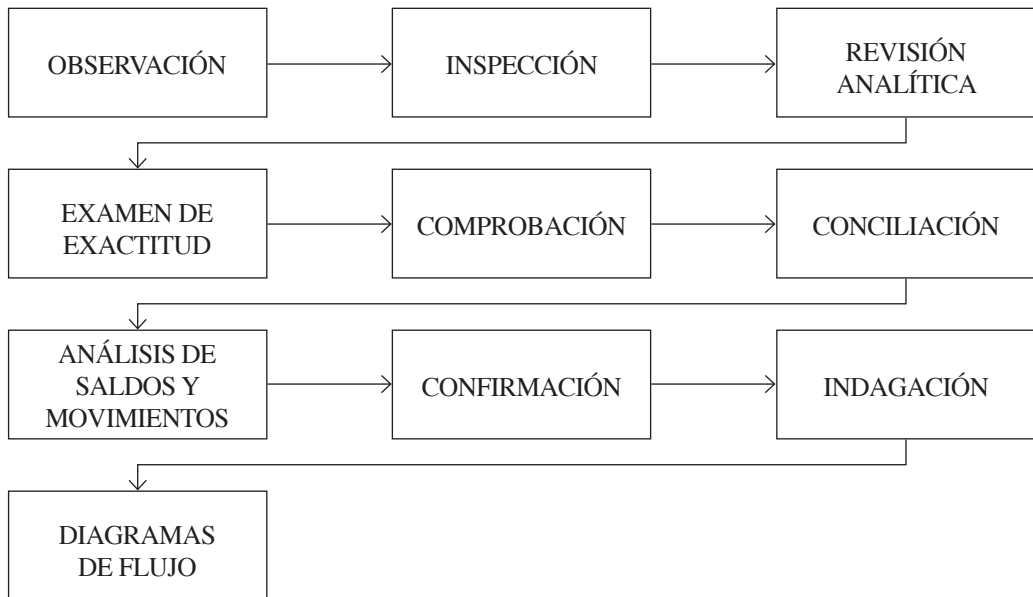 OBSERVACIÓN
INSPECCIÓN
REVISIÓN
ANALÍTICA
EXAMEN DE
EXACTITUD
COMPROBACIÓN
CONCILIACIÓN
ANÁLISIS DE
SALDOS Y
MOVIMIENTOS
CONFIRMACIÓN
INDAGACIÓN
DIAGRAMAS
DE FLUJO